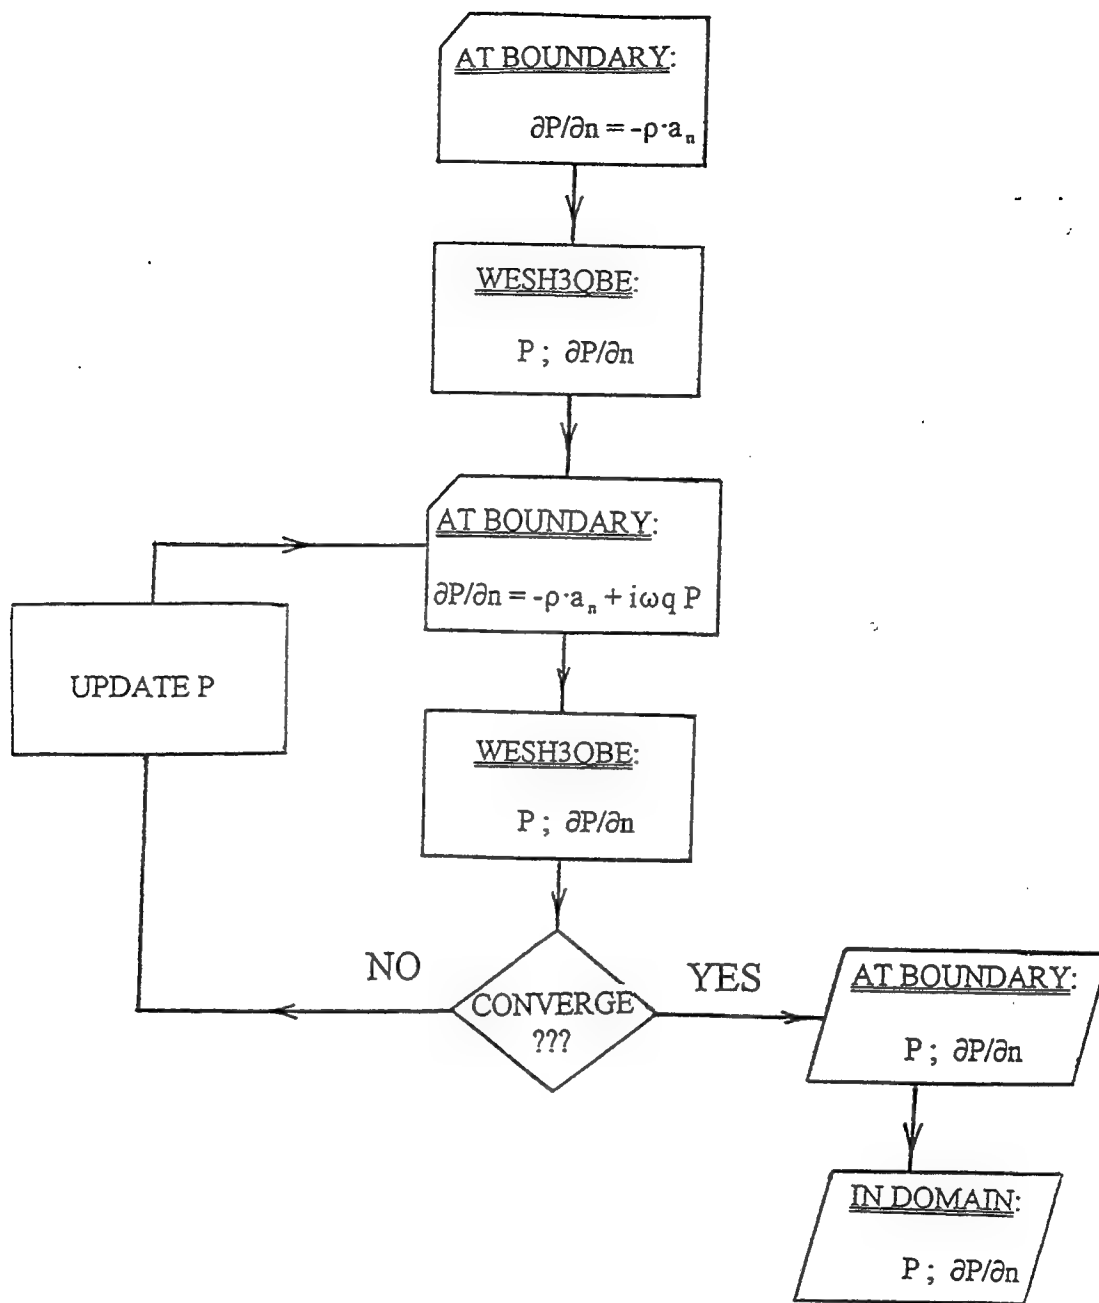 AT BOUNDARY:
∂P/∂n = -ρ·aₙ
WESH3QBE:
P ; ∂P/∂n
AT BOUNDARY:
∂P/∂n = -ρ·aₙ + iωq P
UPDATE P
WESH3QBE:
P ; ∂P/∂n
NO
YES
CONVERGE
???
AT BOUNDARY:
P ; ∂P/∂n
IN DOMAIN:
P ; ∂P/∂n